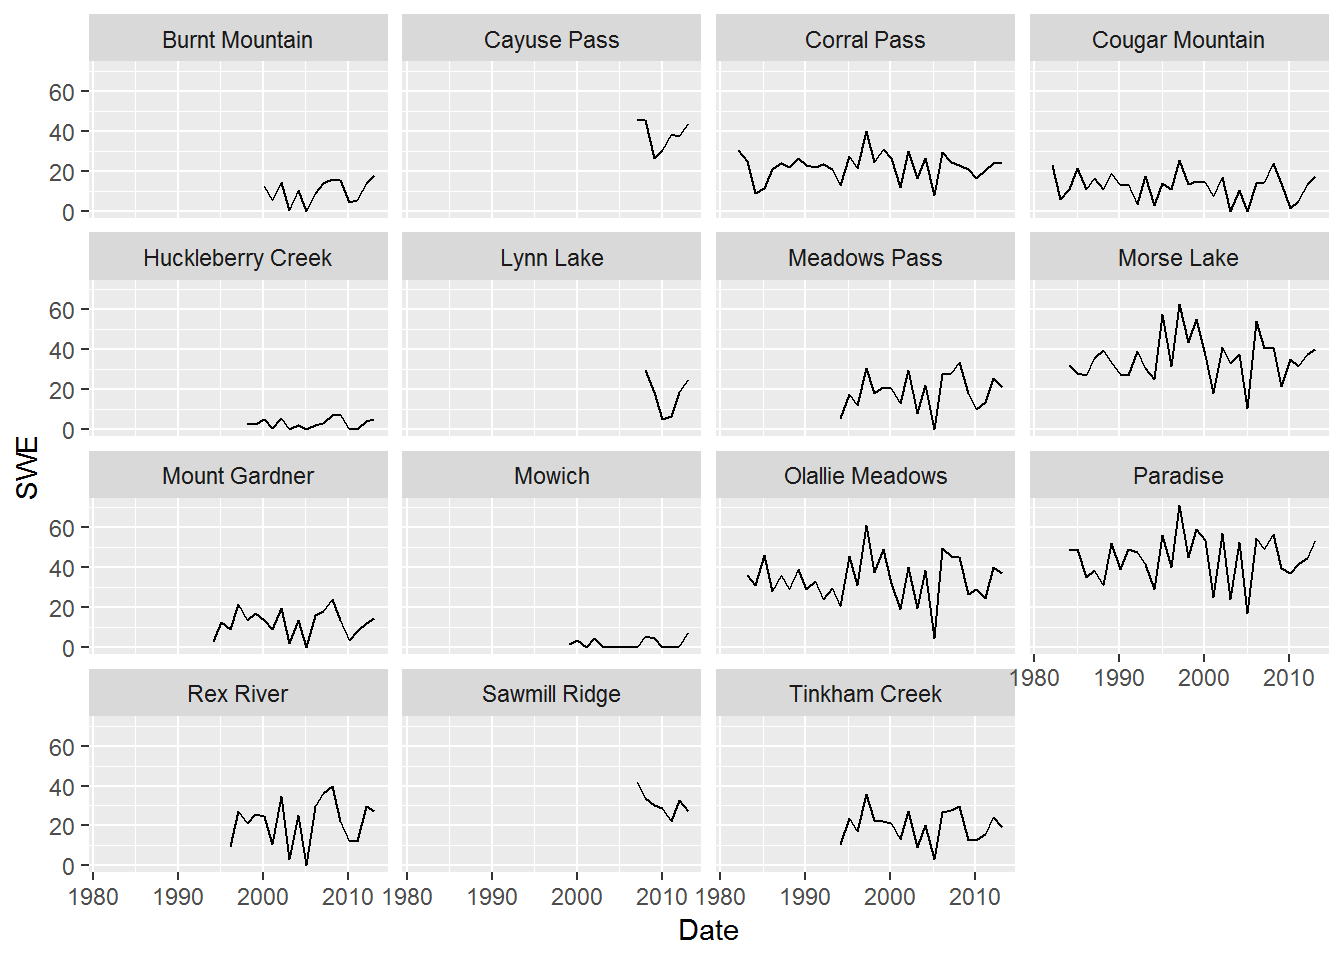 Burnt Mountain Cayuse Pass Corral Pass Cougar Mountain
60
40
20
0
Huckleberry Creek Lynn Lake Meadows Pass Morse Lake
60
40
20
0
SWE
Mount Gardner Mowich Olallie Meadows Paradise
60
40
20
0
1980 1990 2000 2010
Rex River Sawmill Ridge Tinkham Creek
60
40
20
0
1980 1990 2000 2010 1980 1990 2000 2010 1980 1990 2000 2010
Date